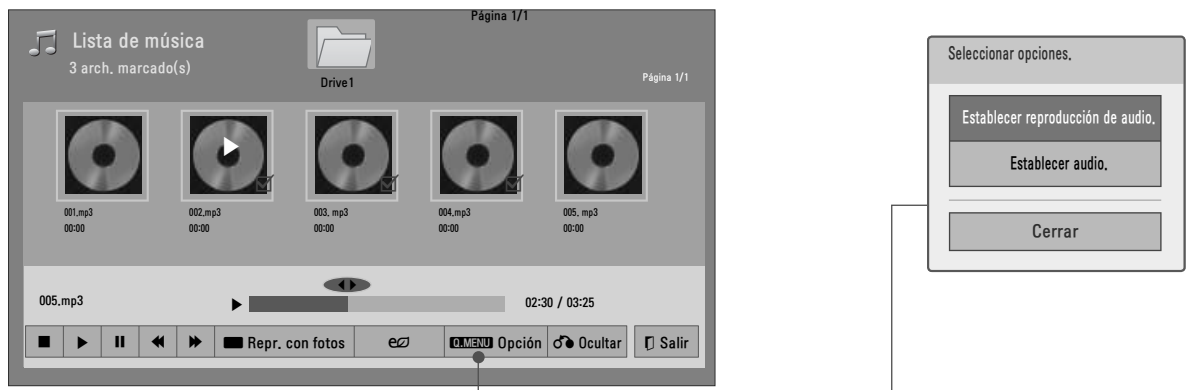 Página 1/1
Lista de música
3 arch. marcado(s)
Drive1
Página 1/1
001.mp3
00:00
002.mp3
00:00
003. mp3
00:00
004.mp3
00:00
005. mp3
00:00
005.mp3
02:30 / 03:25
Repr. con fotos
Q.MENU Opción
Ocultar
Salir
Seleccionar opciones.
Establecer reproducción de audio.
Establecer audio.
Cerrar